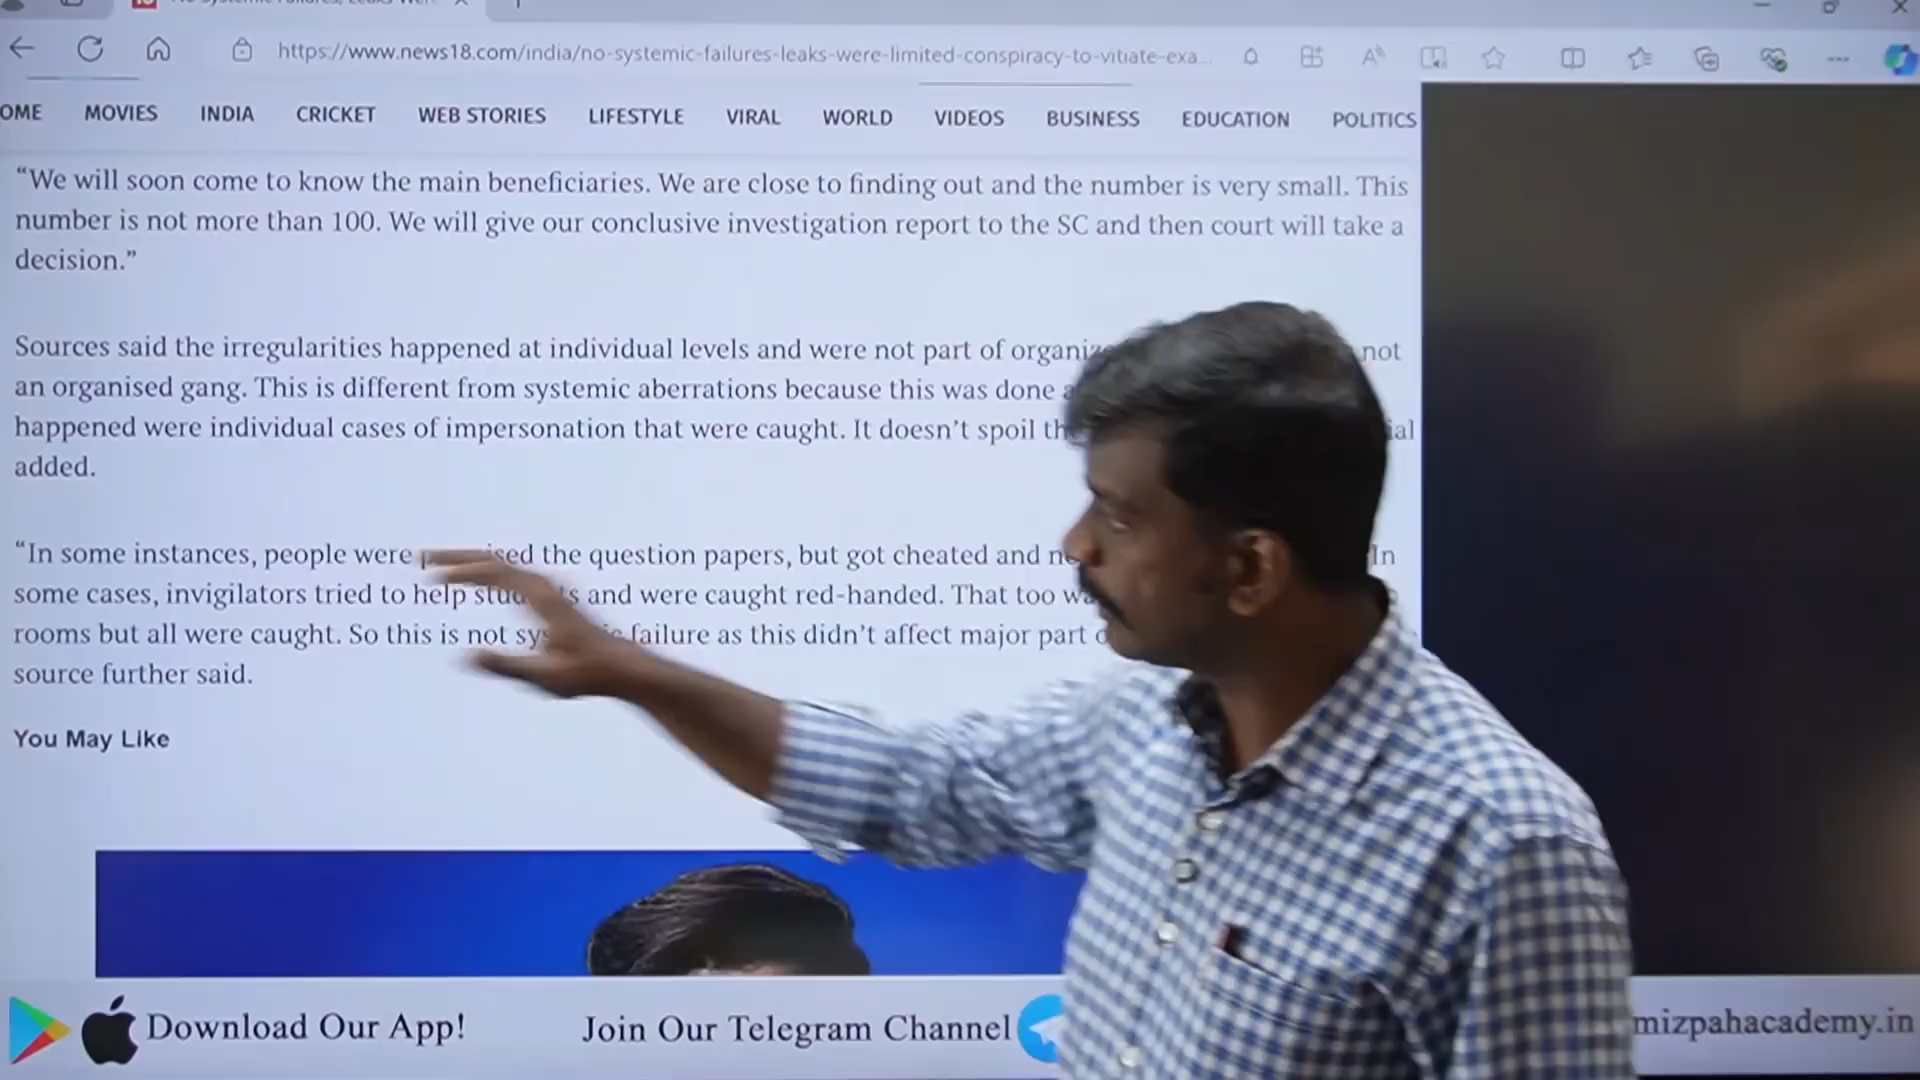 No Systemic Failures, Leaks Were
https://www.news18.com/india/no-systemic-failures-leaks-were-limited-conspiracy-to-vitiate-exa...
OME MOVIES INDIA CRICKET WEB STORIES LIFESTYLE VIRAL WORLD VIDEOS BUSINESS EDUCATION POLITICS
“We will soon come to know the main beneficiaries. We are close to finding out and the number is very small. This
number is not more than 100. We will give our conclusive investigation report to the SC and then court will take a
decision.”
Sources said the irregularities happened at individual levels and were not part of not
an organised gang. This is different from systemic aberrations because this was done
happened were individual cases of impersonation that were caught. It doesn’t spoil
added.
“In some instances, people were the question papers, but got cheated and In
some cases, invigilators tried to help and were caught red-handed. That too
rooms but all were caught. So this is not failure as this didn’t affect major part
source further said.
You May Like
Download Our App!
Join Our Telegram Channel
mizpahacademy.in